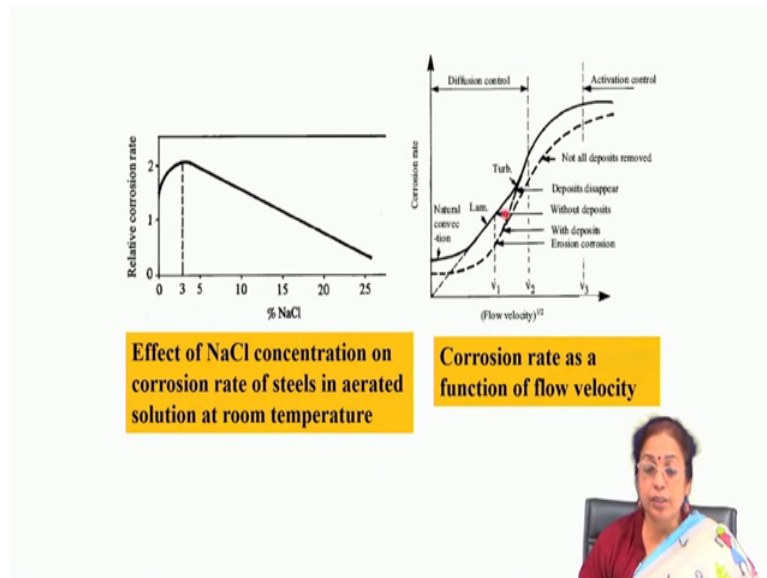 Relative corrosion rate
2
1
0
0 3 5 10 15 20 25
% NaCl
Effect of NaCl concentration on
corrosion rate of steels in aerated
solution at room temperature
Corrosion rate
Diffusion control
Activation control
Not all deposits removed
Turb.
Deposits disappear
Natural
convec
-tion
Lam.
Without deposits
With deposits
Erosion corrosion
V1 V2 V3
(Flow velocity)1/2
Corrosion rate as a
function of flow velocity